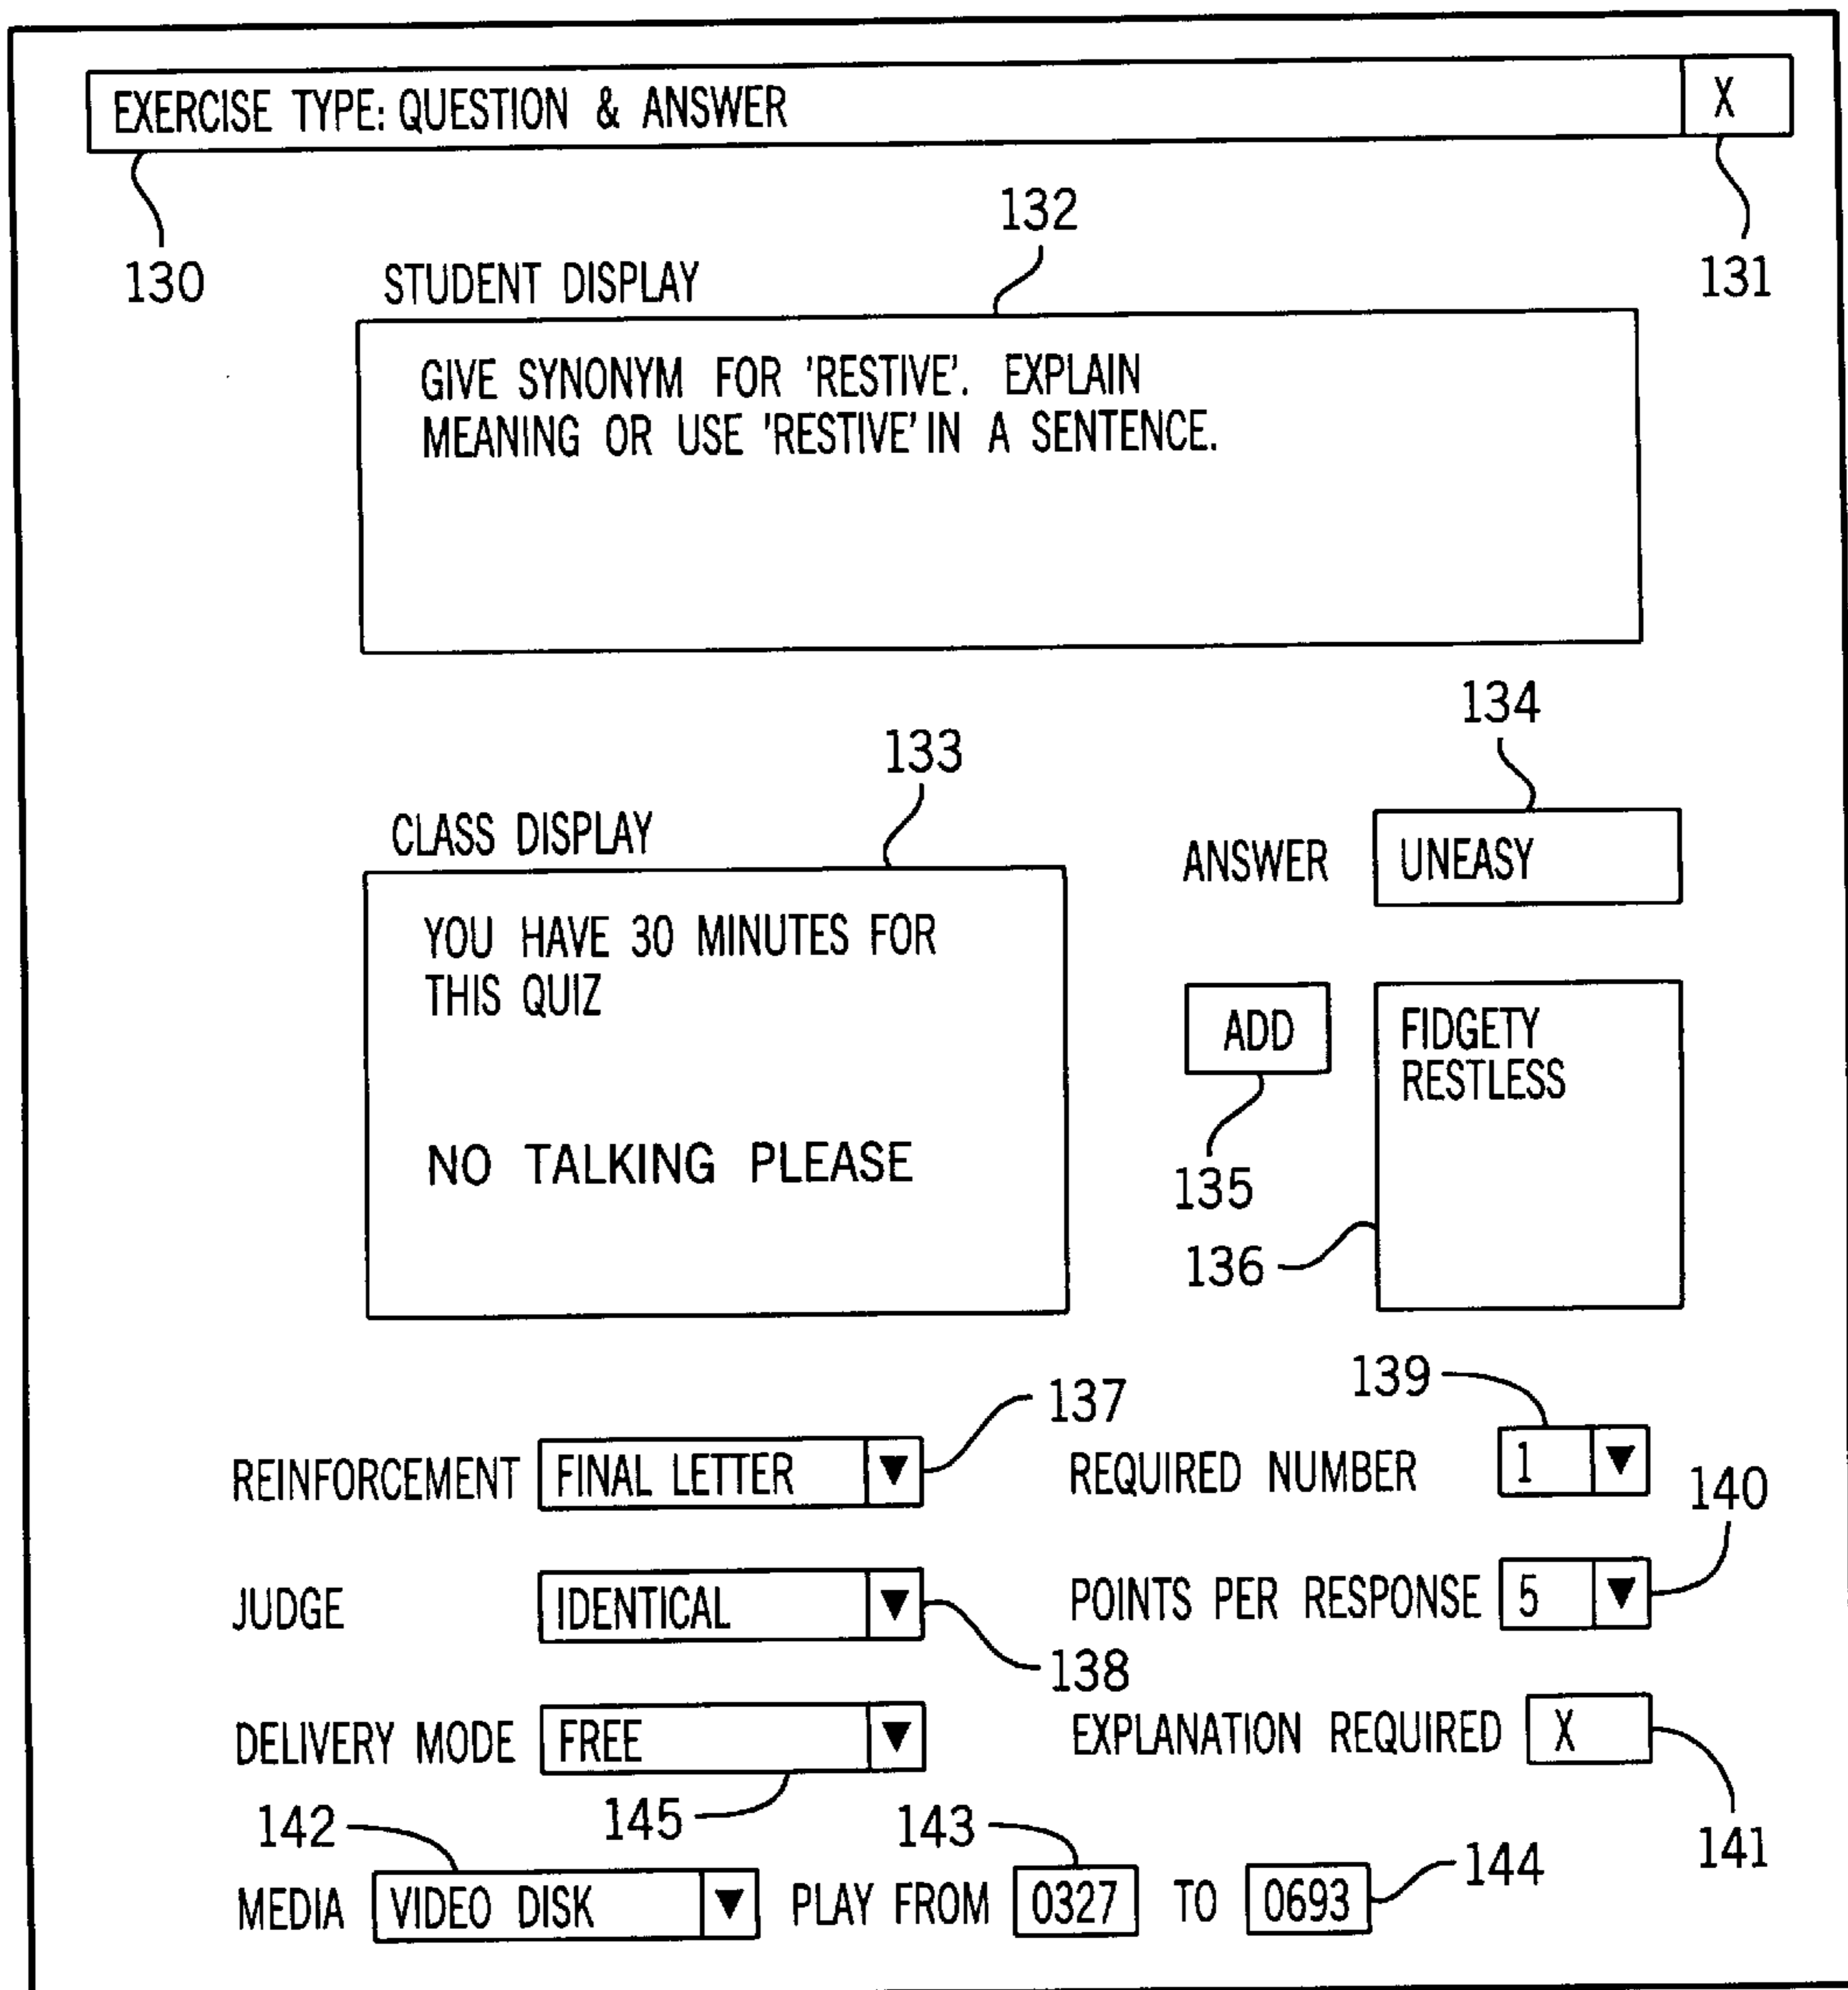 EXERCISE TYPE: QUESTION & ANSWER X
130
131
132
STUDENT DISPLAY
GIVE SYNONYM FOR 'RESTIVE'. EXPLAIN
MEANING OR USE 'RESTIVE' IN A SENTENCE.
133
CLASS DISPLAY
YOU HAVE 30 MINUTES FOR
THIS QUIZ
NO TALKING PLEASE
134
ANSWER UNEASY
ADD
135
FIDGETY
RESTLESS
136
REINFORCEMENT FINAL LETTER ▼ 137
REQUIRED NUMBER 1 ▼ 139
JUDGE IDENTICAL ▼ 138
POINTS PER RESPONSE 5 ▼ 140
DELIVERY MODE FREE ▼ 145
EXPLANATION REQUIRED X 141
142 143
MEDIA VIDEO DISK ▼ PLAY FROM 0327 TO 0693 144